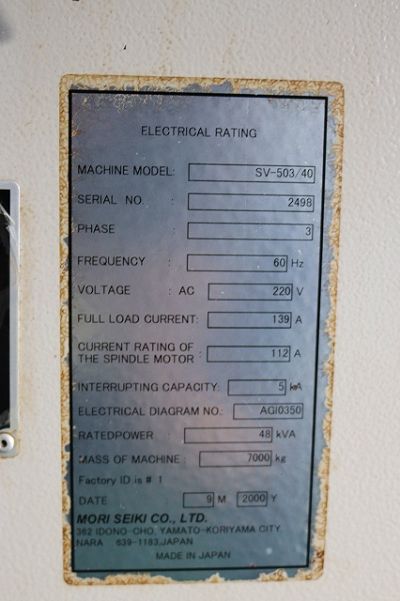 ELECTRICAL RATING
MACHINE MODEL: SV-503/40
SERIAL NO. : 2498
PHASE : 3
FREQUENCY : 60 Hz
VOLTAGE : AC 220 V
FULL LOAD CURRENT: 139 A
CURRENT RATING OF
THE SPINDLE MOTOR : 112 A
INTERRUPTING CAPACITY: 5 kA
ELECTRICAL DIAGRAM NO.: AGI0350
RATEDPOWER : 48 kVA
MASS OF MACHINE : 7000 kg
Factory ID is # 1
DATE 9 M 2000 Y
MORI SEIKI CO., LTD.
362 IDONO-CHO, YAMATO-KORIYAMA CITY
NARA 639-1183,JAPAN
MADE IN JAPAN